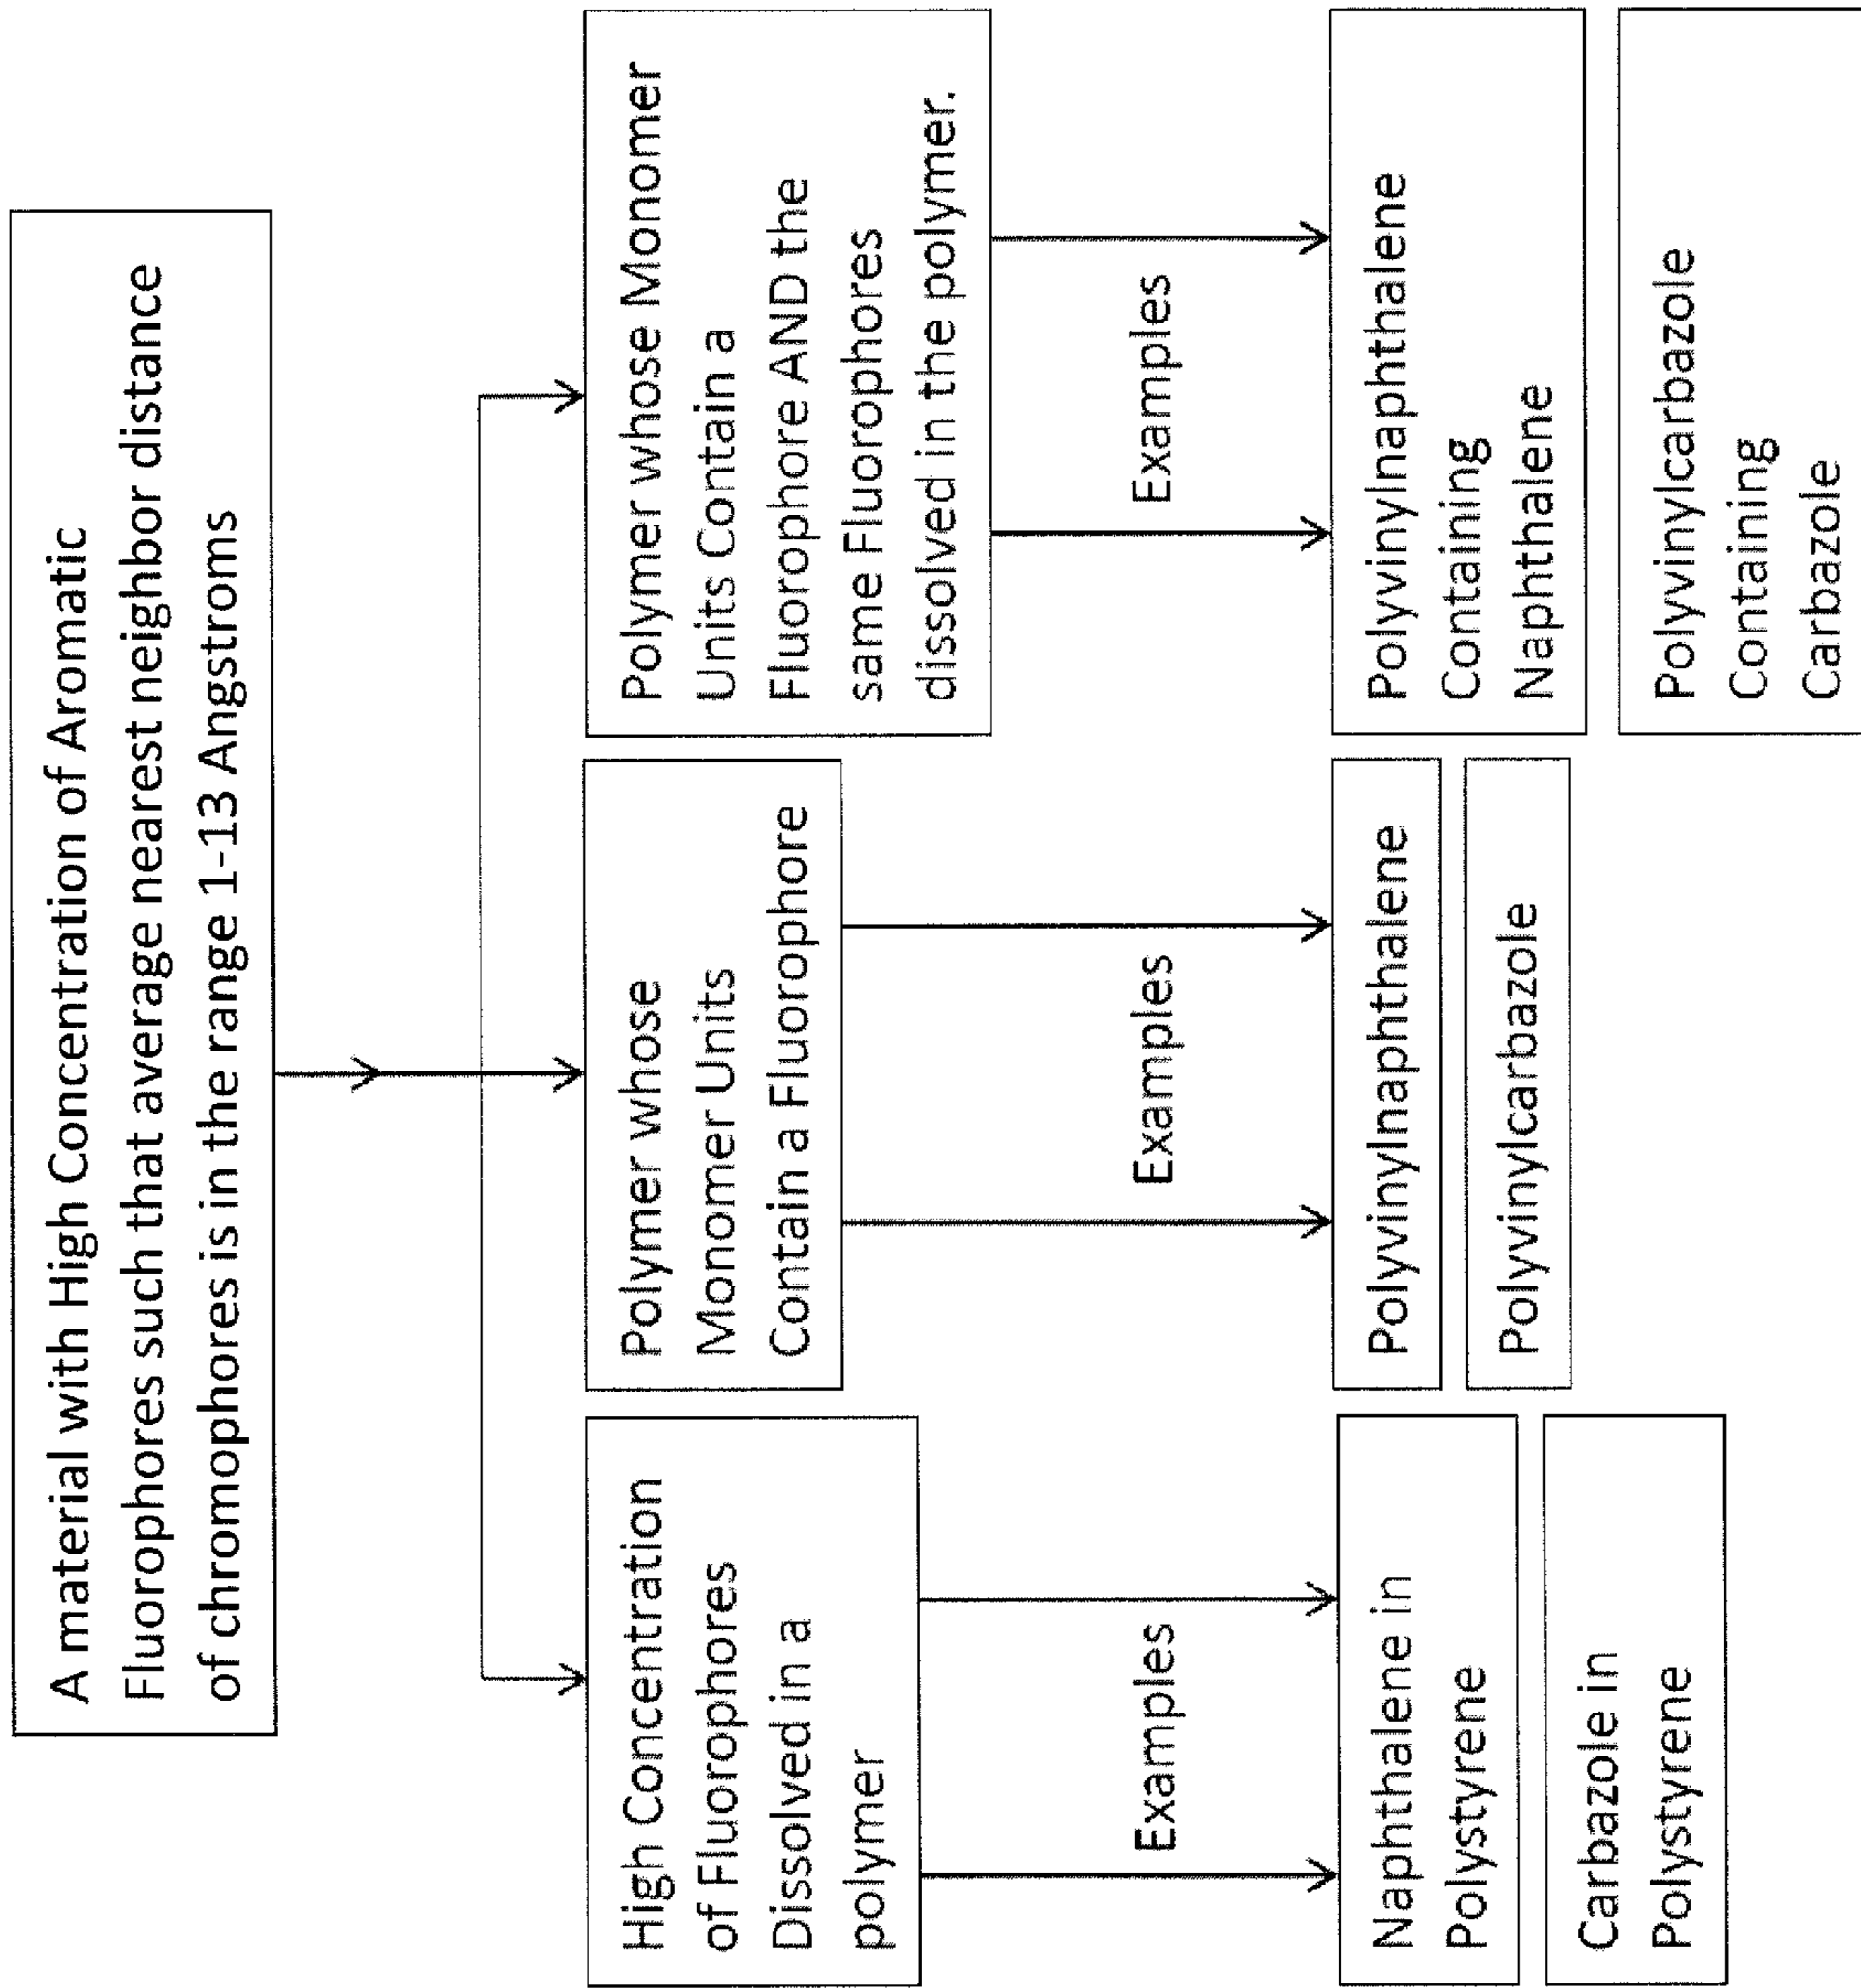 A material with High Concentration of Aromatic
Fluorophores such that average nearest neighbor distance
of chromophores is in the range 1-13 Angstroms
High Concentration
of Fluorophores
Dissolved in a
polymer
Examples
Naphthalene in
Polystyrene
Carbazole in
Polystyrene
Polymer whose
Monomer Units
Contain a Fluorophore
Examples
Polyvinylnaphthalene
Polyvinylcarbazole
Polymer whose Monomer
Units Contain a
Fluorophore AND the
same Fluorophores
dissolved in the polymer.
Examples
Polyvinylnaphthalene
Containing
Naphthalene
Polyvinylcarbazole
Containing
Carbazole